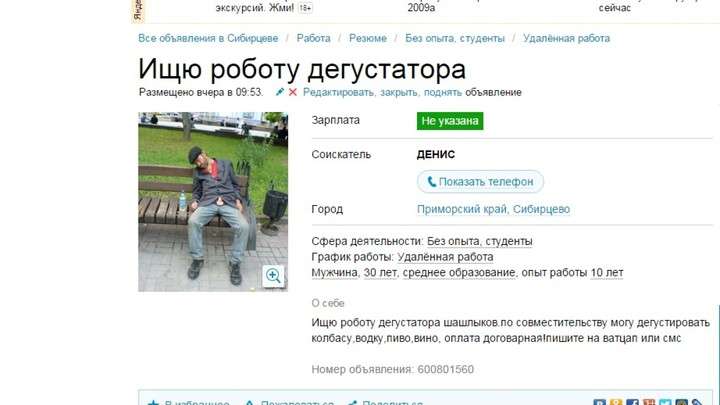 экскурсий. Жми! 18+
2009а
сейчас
Все объявления в Сибирцеве / Работа / Резюме / Без опыта, студенты / Удалённая работа
Ищю роботу дегустатора
Размещено вчера в 09:53. Редактировать, закрыть, поднять объявление
Зарплата Не указана
Соискатель ДЕНИС
Показать телефон
Город Приморский край, Сибирцево
Сфера деятельности: Без опыта, студенты
График работы: Удалённая работа
Мужчина, 30 лет, среднее образование, опыт работы 10 лет
О себе
Ищю роботу дегустатора шашлыков.по совместительству могу дегустировать
колбасу,водку,пиво,вино, оплата договарная!пишите на ватцап или смс
Номер объявления: 600801560
В избранное Пожаловаться Поделиться